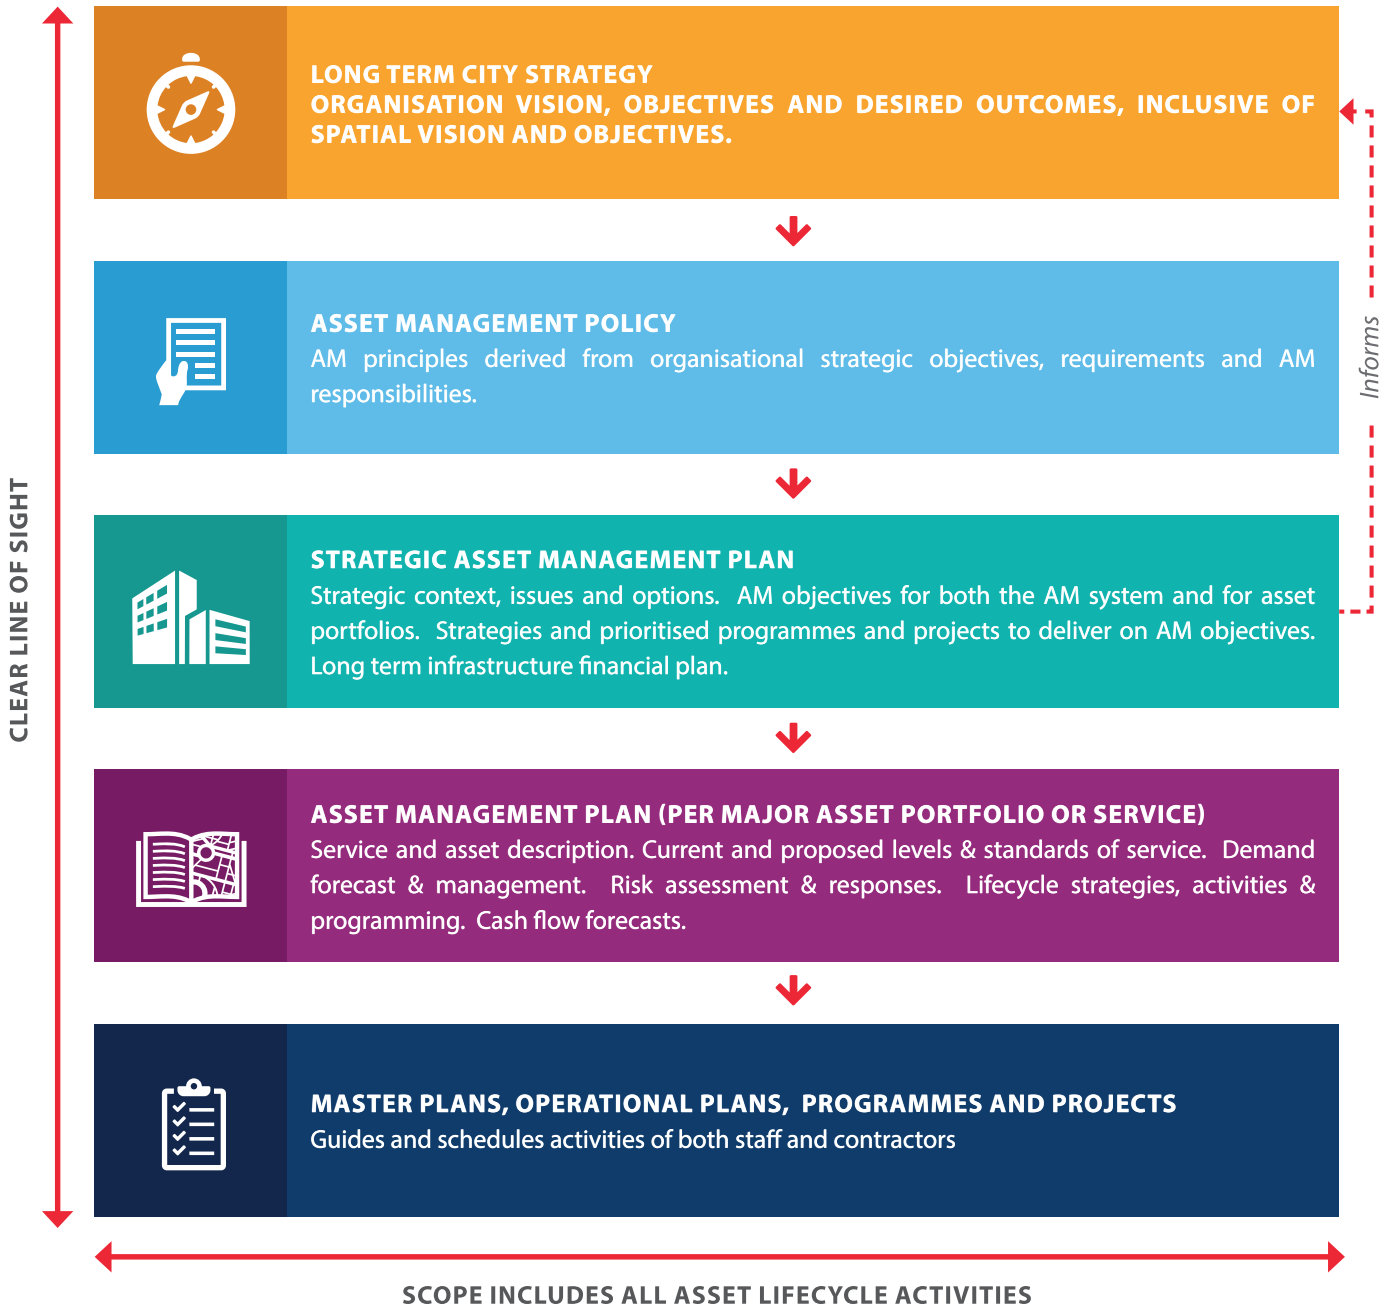 LONG TERM CITY STRATEGY
ORGANISATION VISION, OBJECTIVES AND DESIRED OUTCOMES, INCLUSIVE OF
SPATIAL VISION AND OBJECTIVES.
ASSET MANAGEMENT POLICY
AM principles derived from organisational strategic objectives, requirements and AM
responsibilities.
Informs
STRATEGIC ASSET MANAGEMENT PLAN
Strategic context, issues and options. AM objectives for both the AM system and for asset
portfolios. Strategies and prioritised programmes and projects to deliver on AM objectives.
Long term infrastructure financial plan.
CLEAR LINE OF SIGHT
ASSET MANAGEMENT PLAN (PER MAJOR ASSET PORTFOLIO OR SERVICE)
Service and asset description. Current and proposed levels & standards of service. Demand
forecast & management. Risk assessment & responses. Lifecycle strategies, activities &
programming. Cash flow forecasts.
MASTER PLANS, OPERATIONAL PLANS, PROGRAMMES AND PROJECTS
Guides and schedules activities of both staff and contractors
SCOPE INCLUDES ALL ASSET LIFECYCLE ACTIVITIES